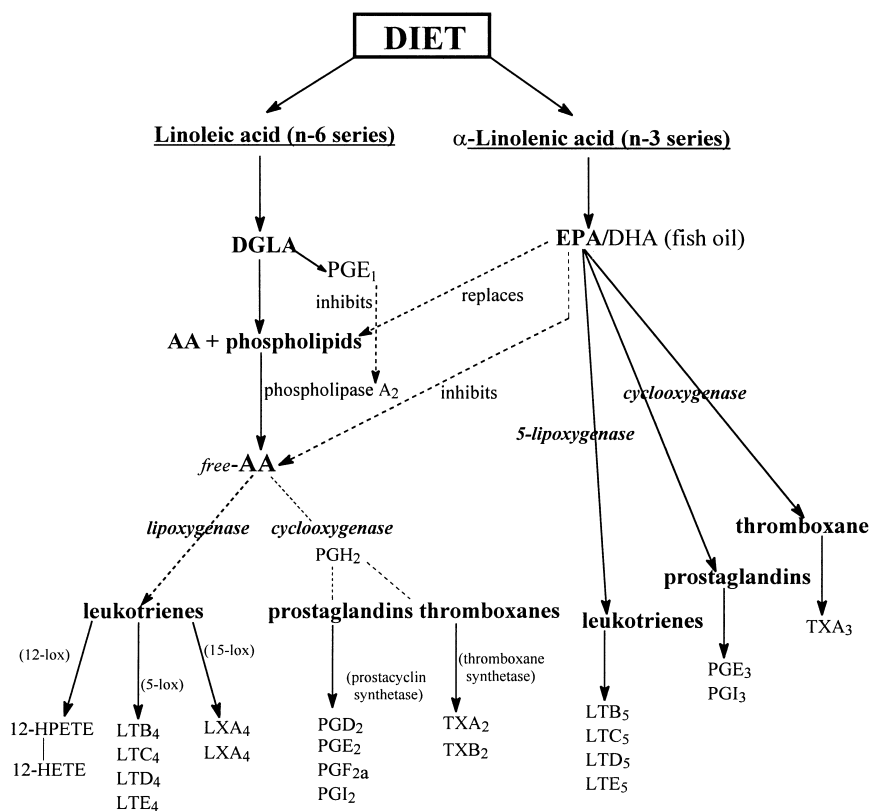 DIET
Linoleic acid (n-6 series)
α-Linolenic acid (n-3 series)
DGLA
PGE1
EPA/DHA (fish oil)
inhibits
replaces
AA + phospholipids
phospholipase A2
inhibits
cyclooxygenase
5-lipoxygenase
free-AA
lipoxygenase
cyclooxygenase
PGH2
thromboxane
prostaglandins
leukotrienes
prostaglandins
thromboxanes
leukotrienes
TXA3
(12-lox)
(5-lox)
(15-lox)
(prostacyclin
synthetase)
(thromboxane
synthetase)
PGE3
PGI3
12-HPETE
12-HETE
LTB4
LTC4
LTD4
LTE4
LXA4
LXA4
PGD2
PGE2
PGF2a
PGI2
TXA2
TXB2
LTB5
LTC5
LTD5
LTE5